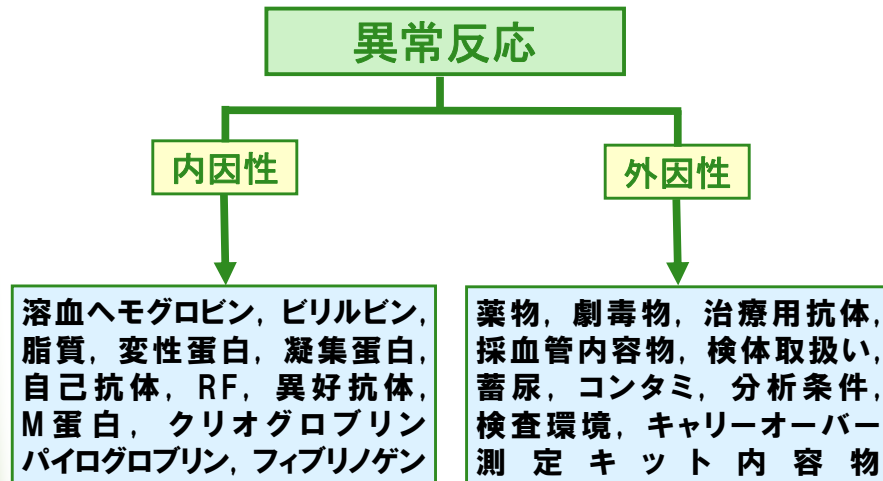 異常反応
内因性
外因性
溶血ヘモグロビン, ビリルビン,
脂質, 変性蛋白, 凝集蛋白,
自己抗体, RF, 異好抗体,
M蛋白, クリオグロブリン
パイログロブリン, フィブリノゲン
薬物, 劇毒物, 治療用抗体,
採血管内容物, 検体取扱い,
蓄尿, コンタミ, 分析条件,
検査環境, キャリーオーバー
測定キット内容物